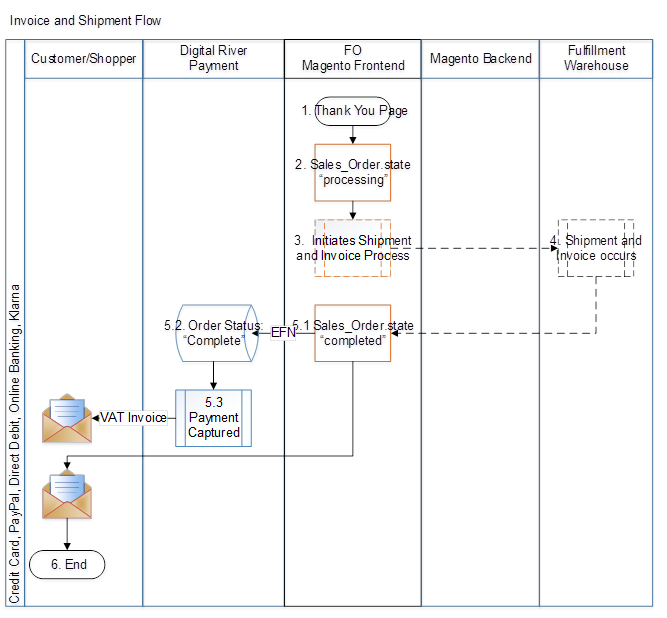 Invoice and Shipment Flow
Customer/Shopper
Digital River
Payment
FO
Magento Frontend
Magento Backend
Fulfillment
Warehouse
Credit Card, PayPal, Direct Debit, Online Banking, Klarna
1. Thank You Page
2. Sales_Order.state
“processing”
3. Initiates Shipment
and Invoice Process
4. Shipment and
Invoice occurs
5.2. Order Status:
“Complete”
EFN
5.1 Sales_Order.state
“completed”
5.3
Payment
Captured
VAT Invoice
6. End